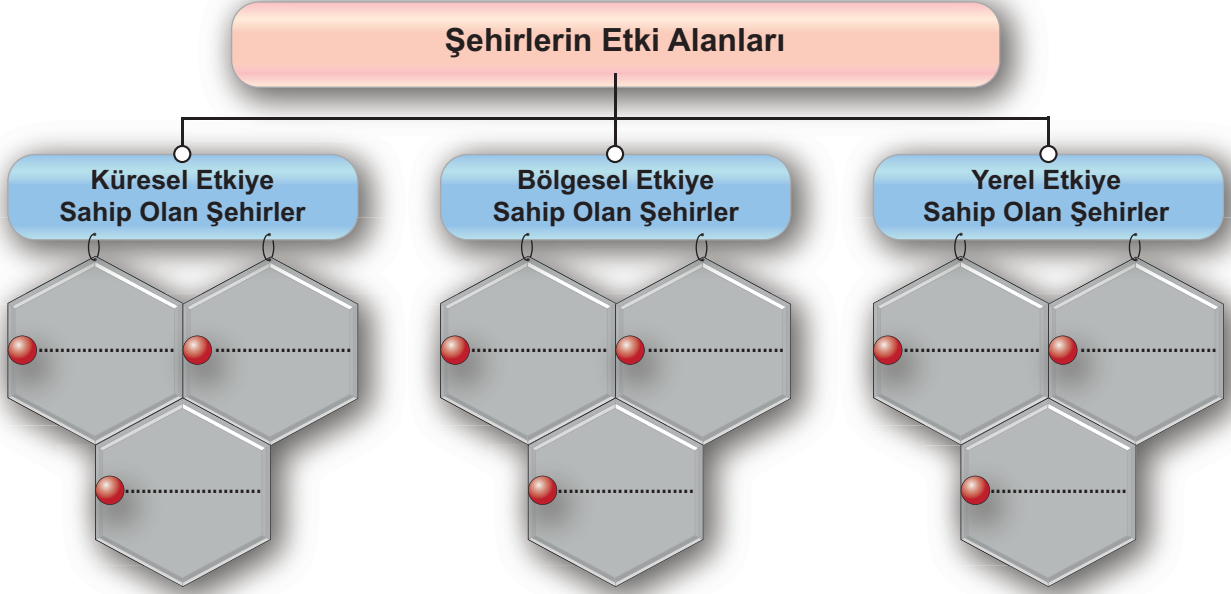 Şehirlerin Etki Alanları
Küresel Etkiye
Sahip Olan Şehirler
Bölgesel Etkiye
Sahip Olan Şehirler
Yerel Etkiye
Sahip Olan Şehirler